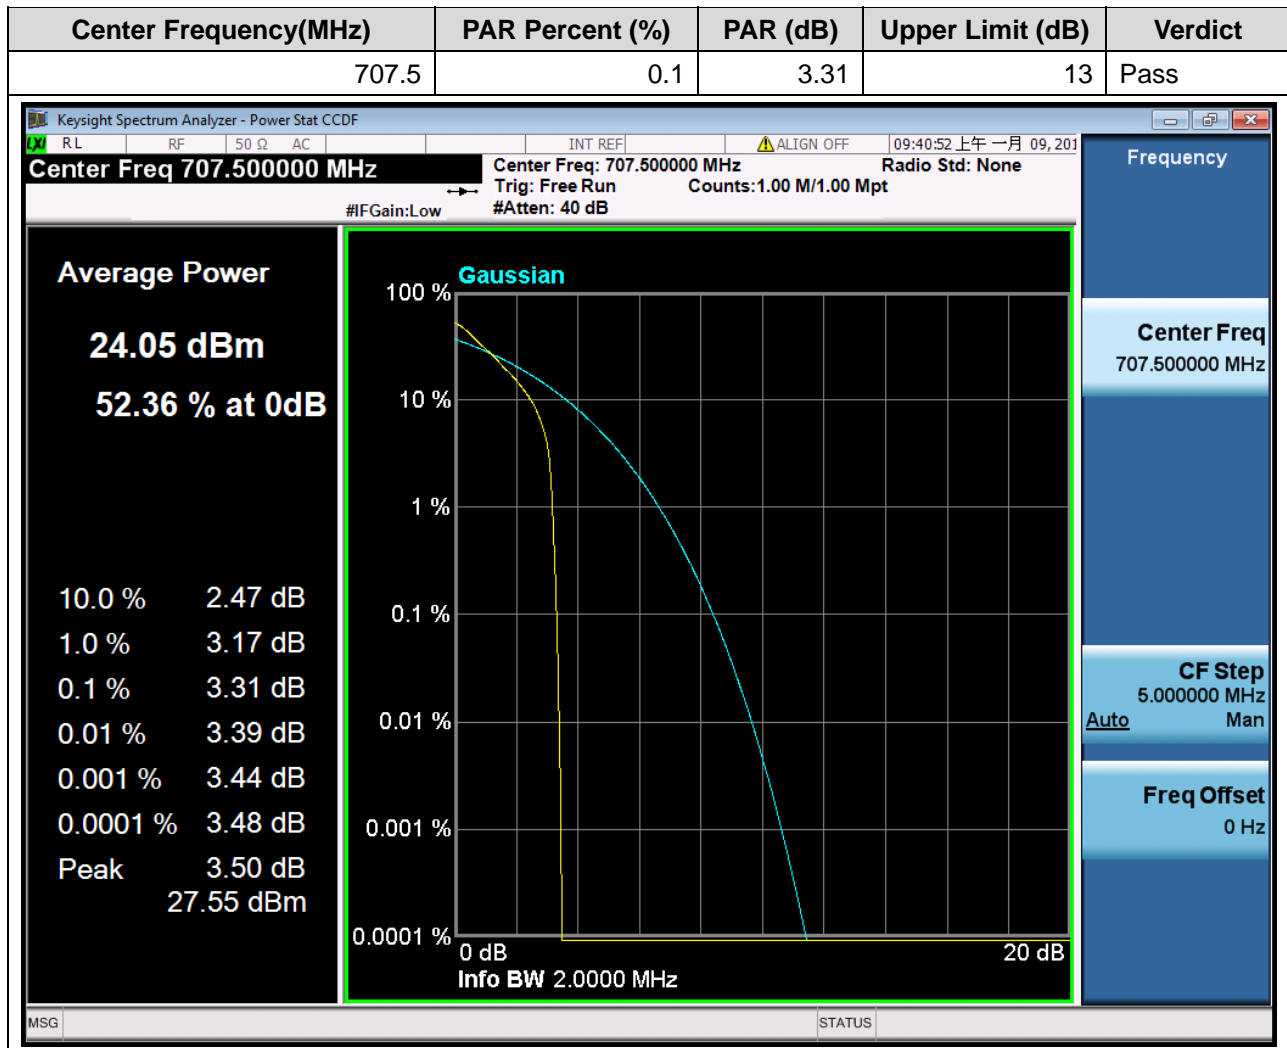 Center Frequency(MHz) PAR Percent (%) PAR (dB) Upper Limit (dB) Verdict
707.5 0.1 3.31 13 Pass
Keysight Spectrum Analyzer - Power Stat CCDF
LXI RL RF 50 Ω AC INT REF ALIGN OFF 09:40:52 上午 一月 09, 201
Center Freq 707.500000 MHz
Center Freq: 707.500000 MHz Radio Std: None
Trig: Free Run Counts:1.00 M/1.00 Mpt
#IFGain:Low #Atten: 40 dB
Average Power
24.05 dBm
52.36 % at 0dB
10.0 % 2.47 dB
1.0 % 3.17 dB
0.1 % 3.31 dB
0.01 % 3.39 dB
0.001 % 3.44 dB
0.0001 % 3.48 dB
Peak 3.50 dB
27.55 dBm
Gaussian
100 %
10 %
1 %
0.1 %
0.01 %
0.001 %
0.0001 %
0 dB 20 dB
Info BW 2.0000 MHz
Frequency
Center Freq
707.500000 MHz
CF Step
5.000000 MHz
Auto Man
Freq Offset
0 Hz
MSG STATUS